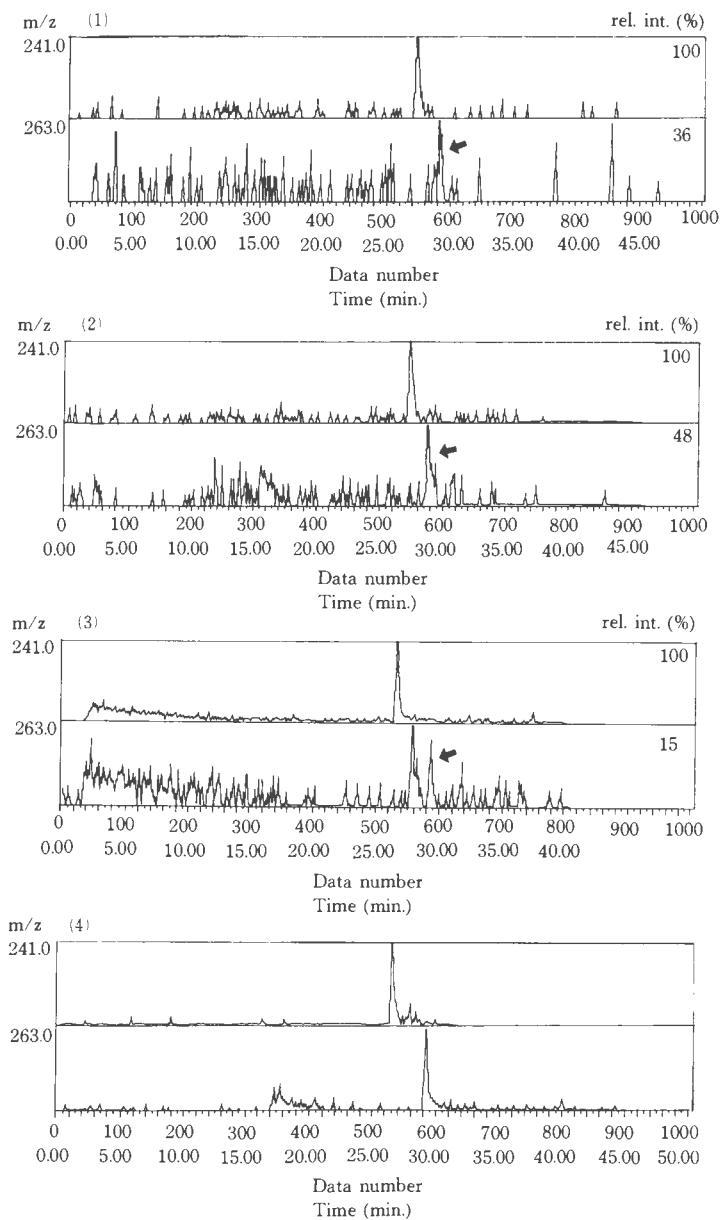 m/z (1) rel. int. (%)
241.0 100
263.0 36
0 100 200 300 400 500 600 700 800 900 1000
0.00 5.00 10.00 15.00 20.00 25.00 30.00 35.00 40.00 45.00
Data number
Time (min.)
m/z (2) rel. int. (%)
241.0 100
263.0 48
0 100 200 300 400 500 600 700 800 900 1000
0.00 5.00 10.00 15.00 20.00 25.00 30.00 35.00 40.00 45.00
Data number
Time (min.)
m/z (3) rel. int. (%)
241.0 100
263.0 15
0 100 200 300 400 500 600 700 800 900 1000
0.00 5.00 10.00 15.00 20.00 25.00 30.00 35.00 40.00
Data number
Time (min.)
m/z (4)
241.0
263.0
0 100 200 300 400 500 600 700 800 900 1000
0.00 5.00 10.00 15.00 20.00 25.00 30.00 35.00 40.00 45.00 50.00
Data number
Time (min.)